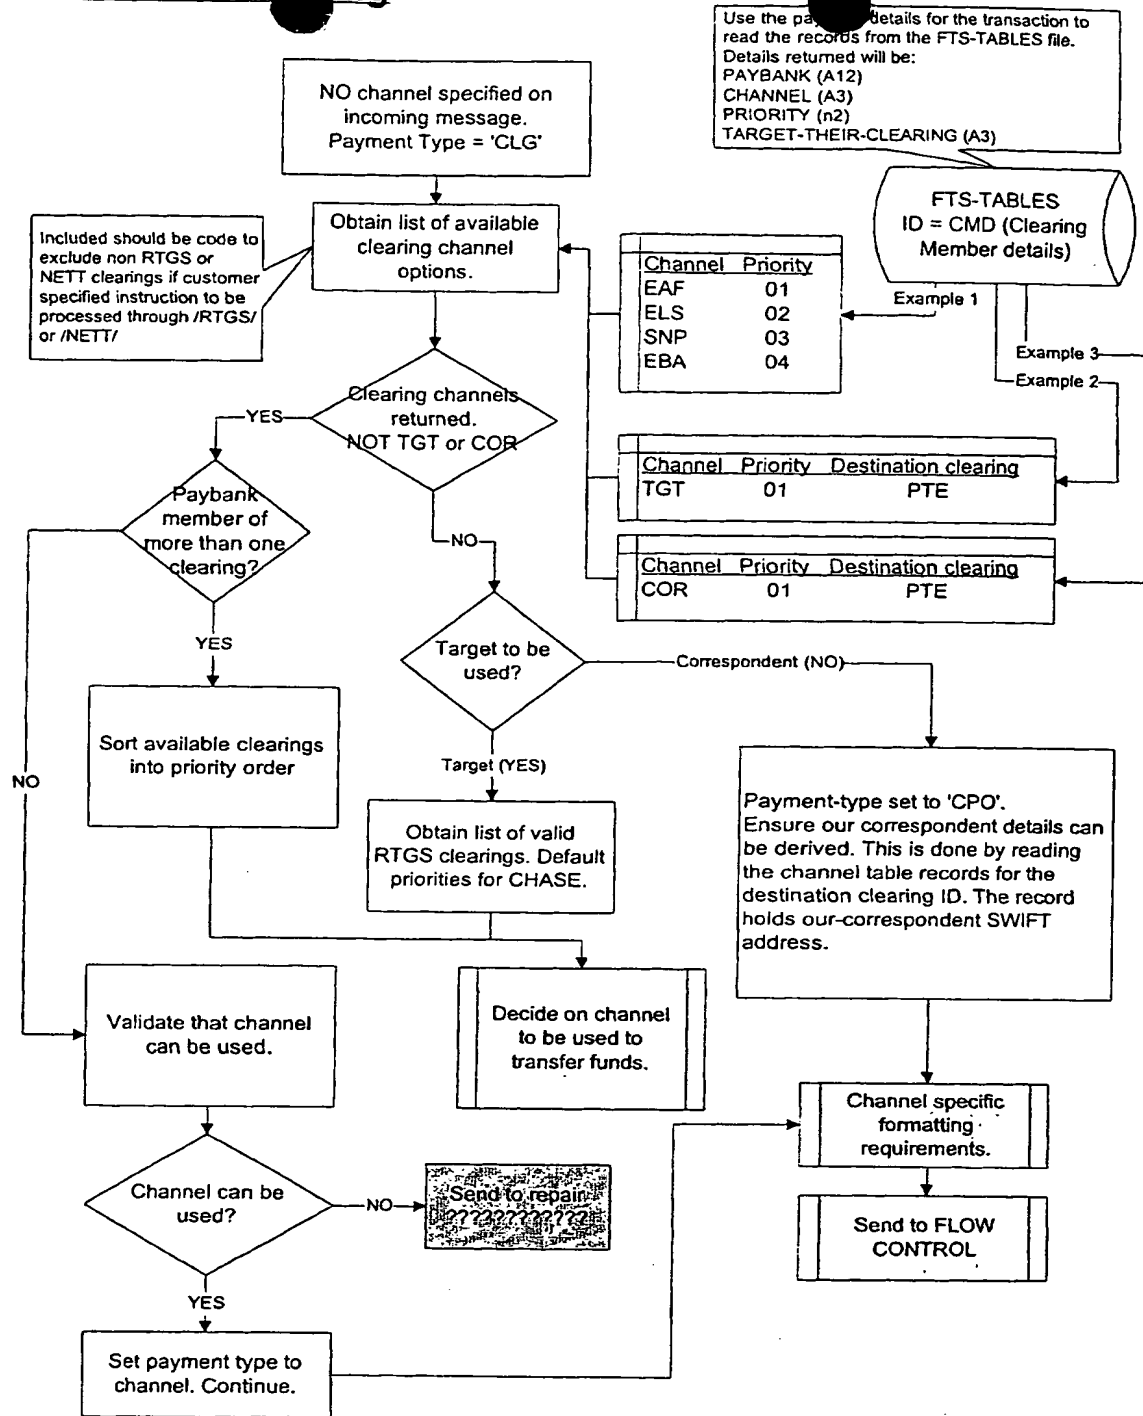 Use the pay details for the transaction to
read the records from the FTS-TABLES file.
Details returned will be:
PAYBANK (A12)
CHANNEL (A3)
PRIORITY (n2)
TARGET-THEIR-CLEARING (A3)
NO channel specified on
incoming message.
Payment Type = 'CLG'
FTS-TABLES
ID = CMD (Clearing
Member details)
Obtain list of available
clearing channel
options.
Included should be code to
exclude non RTGS or
NETT clearings if customer
specified instruction to be
processed through /RTGS/
or /NETT/
Channel Priority
EAF 01
ELS 02
SNP 03
EBA 04
Example 1
Example 3
Example 2
Clearing channels
returned.
NOT TGT or COR
YES
NO
Channel Priority Destination clearing
TGT 01 PTE
Channel Priority Destination clearing
COR 01 PTE
Paybank
member of
more than one
clearing?
YES
NO
Target to be
used?
Correspondent (NO)
Target (YES)
Sort available clearings
into priority order
Obtain list of valid
RTGS clearings. Default
priorities for CHASE.
Payment-type set to 'CPO'.
Ensure our correspondent details can
be derived. This is done by reading
the channel table records for the
destination clearing ID. The record
holds our-correspondent SWIFT
address.
Validate that channel
can be used.
Decide on channel
to be used to
transfer funds.
Channel specific
formatting
requirements.
Channel can be
used?
NO
Send to repair
????????????
Send to FLOW
CONTROL
YES
Set payment type to
channel. Continue.